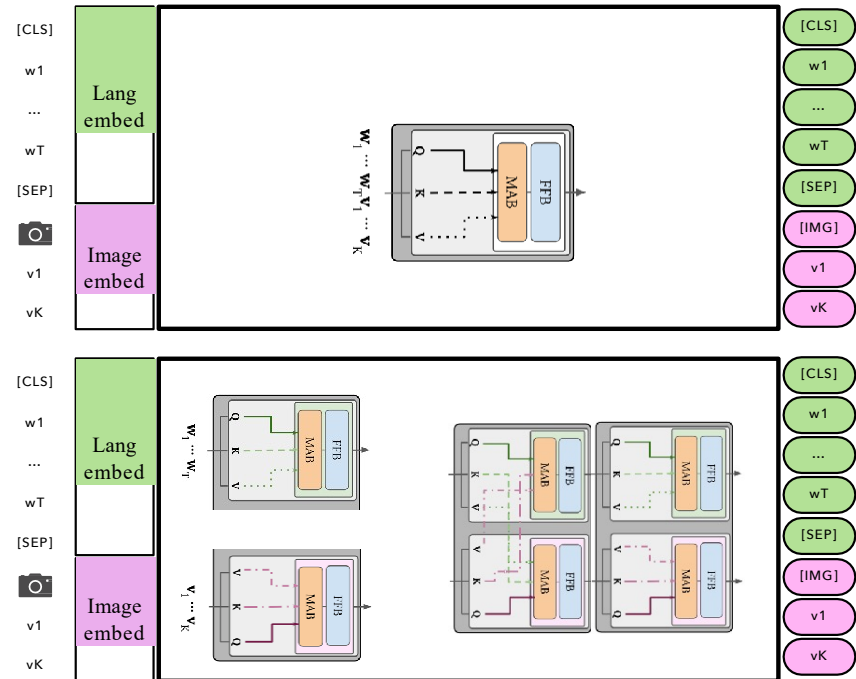 [CLS]
w1
...
wT
[SEP]
v1
vK
Lang
embed
Image
embed
W1 ... WT V1 ... VK
Q
K
V
MAB
FFB
[CLS]
w1
...
wT
[SEP]
[IMG]
v1
vK
[CLS]
w1
...
wT
[SEP]
v1
vK
Lang
embed
Image
embed
W1 ... WT
Q
K
V
MAB
FFB
V1 ... VK
V
K
Q
MAB
FFB
Q
K
V
MAB
FFB
V
K
Q
MAB
FFB
Q
K
V
MAB
FFB
V
K
Q
MAB
FFB
[CLS]
w1
...
wT
[SEP]
[IMG]
v1
vK